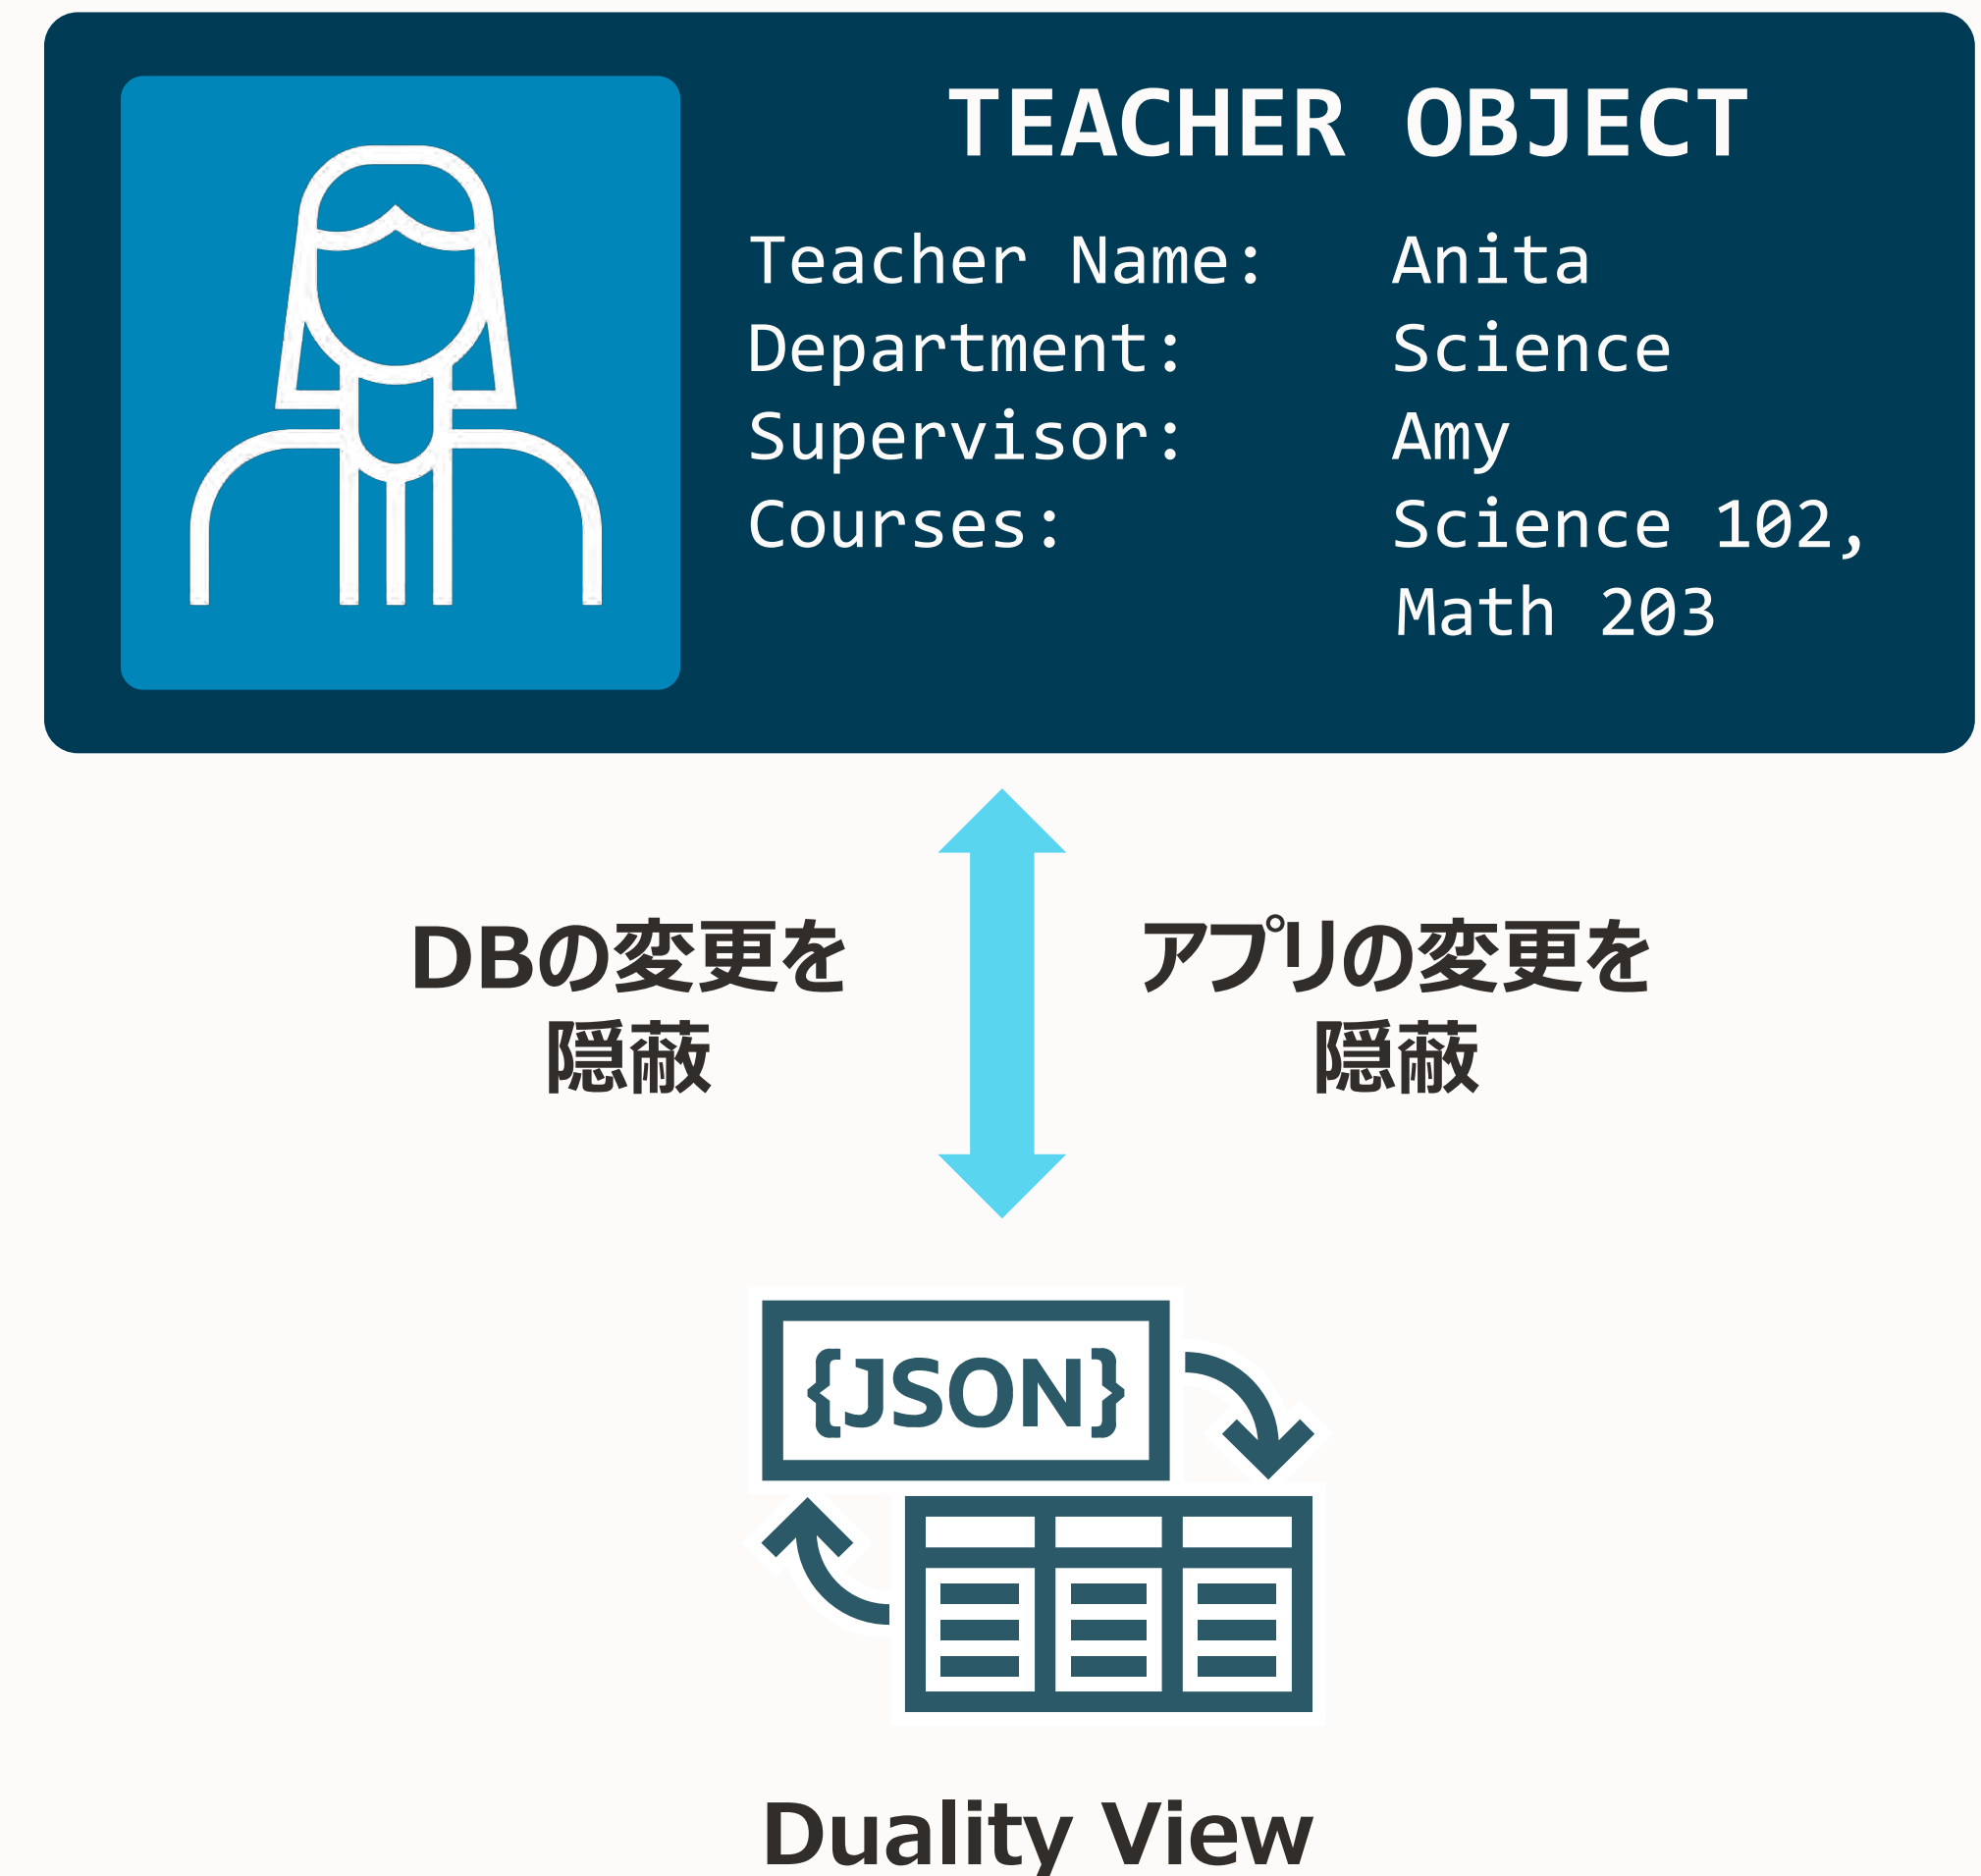 TEACHER OBJECT
Teacher Name: Anita
Department: Science
Supervisor: Amy
Courses: Science 102,
Math 203
DBの変更を
隠蔽
アプリの変更を
隠蔽
{JSON}
Duality View